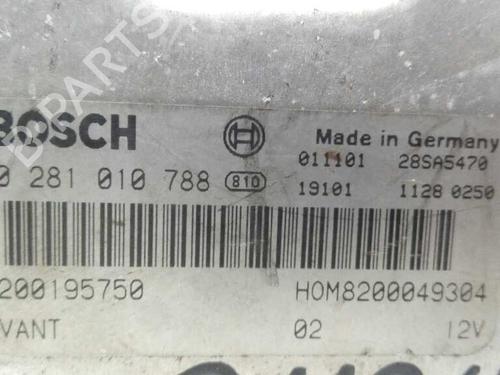 BOSCH
Made in Germany
011101 28SA5470
0 281 010 788 810
19101 1128 0250
200195750 HOM8200049304
VANT 02 12V